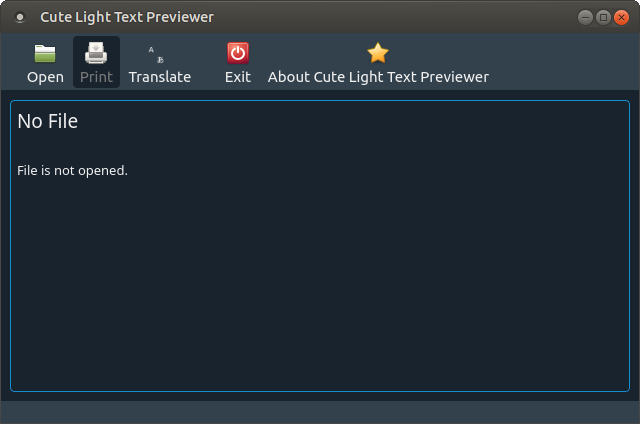 Cute Light Text Previewer
Open Print Translate Exit About Cute Light Text Previewer
No File
File is not opened.